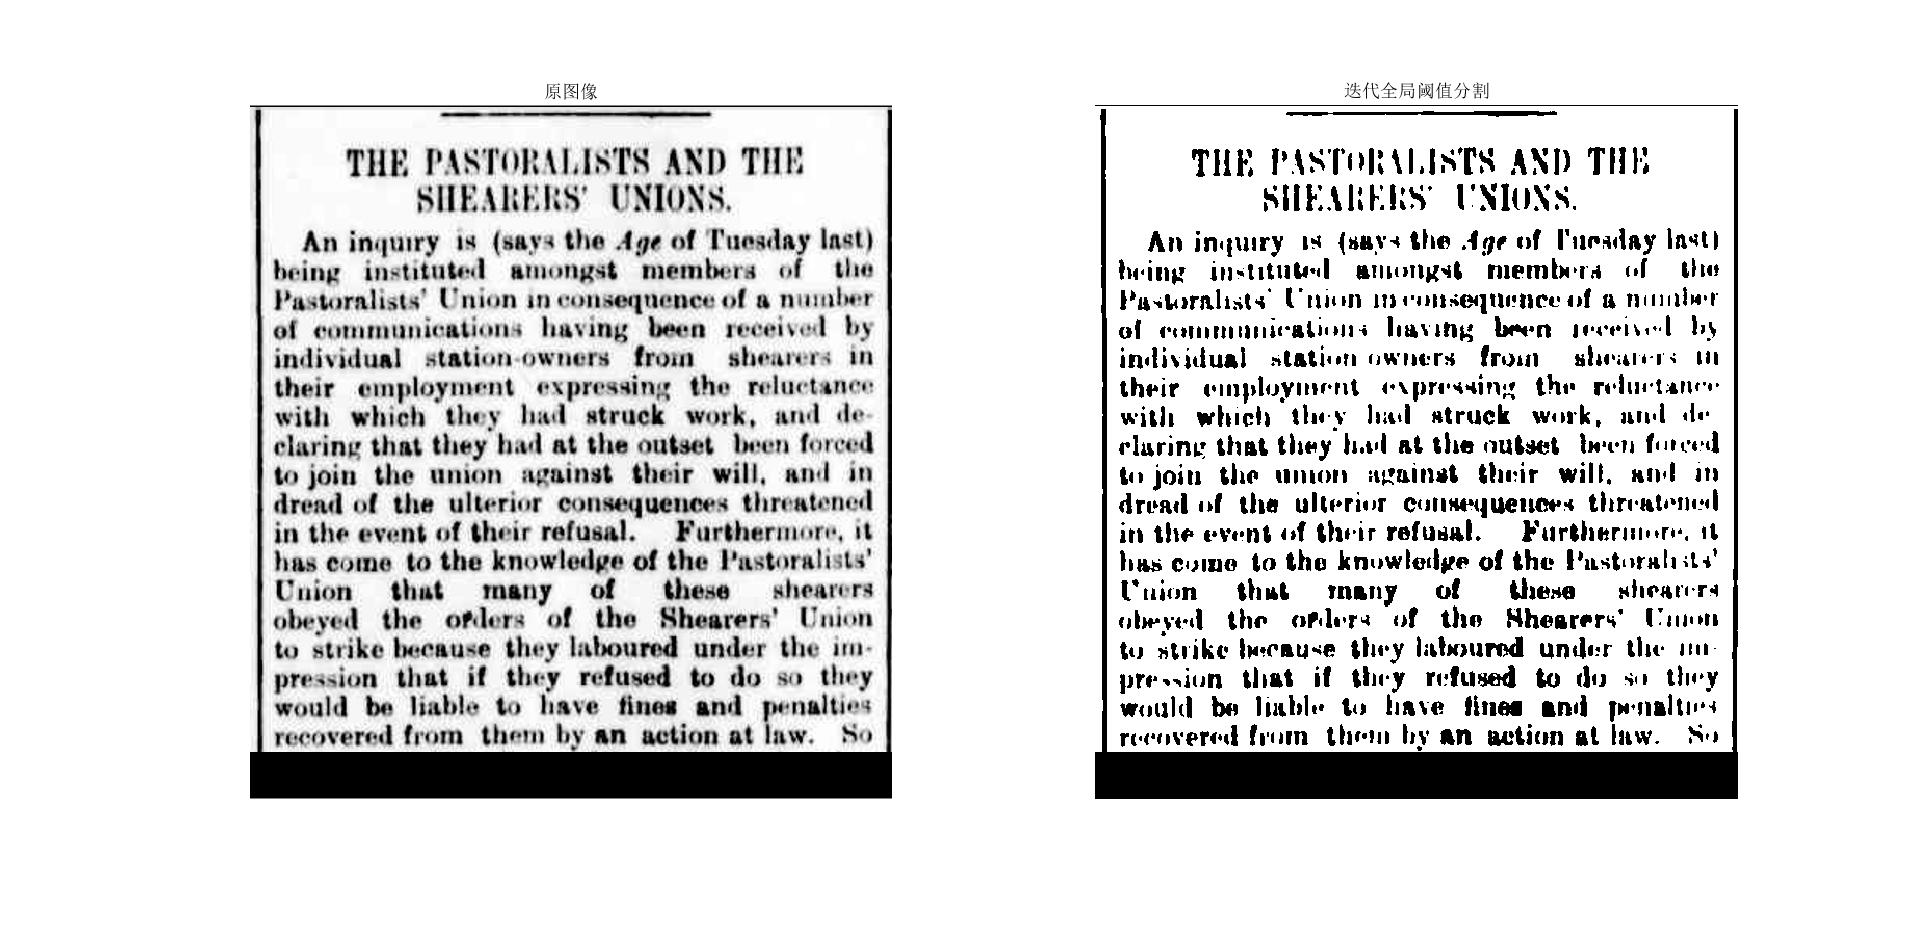 原图像
THE PASTORALISTS AND THE
SHEARERS' UNIONS.
An inquiry is (says the Age of Tuesday last)
being instituted amongst members of the
Pastoralists' Union in consequence of a number
of communications having been received by
individual station-owners from shearers in
their employment expressing the reluctance
with which they had struck work, and de-
claring that they had at the outset been forced
to join the union against their will, and in
dread of the ulterior consequences threatened
in the event of their refusal. Furthermore, it
has come to the knowledge of the Pastoralists'
Union that many of these shearers
obeyed the orders of the Shearers' Union
to strike because they laboured under the im-
pression that if they refused to do so they
would be liable to have fines and penalties
recovered from them by an action at law. So
迭代全局阈值分割
THE PASTORALISTS AND THE
SHEARERS' UNIONS.
An inquiry is (says the Age of Tuesday last)
being instituted amongst members of the
Pastoralists' Union in consequence of a number
of communications having been received by
individual station owners from shearers in
their employment expressing the reluctance
with which they had struck work, and de-
claring that they had at the outset been forced
to join the union against their will, and in
dread of the ulterior consequences threatened
in the event of their refusal. Furthermore, it
has come to the knowledge of the Pastoralists'
Union that many of these shearers
obeyed the orders of the Shearers' Union
to strike because they laboured under the im-
pression that if they refused to do so they
would be liable to have fines and penalties
recovered from them by an action at law. So